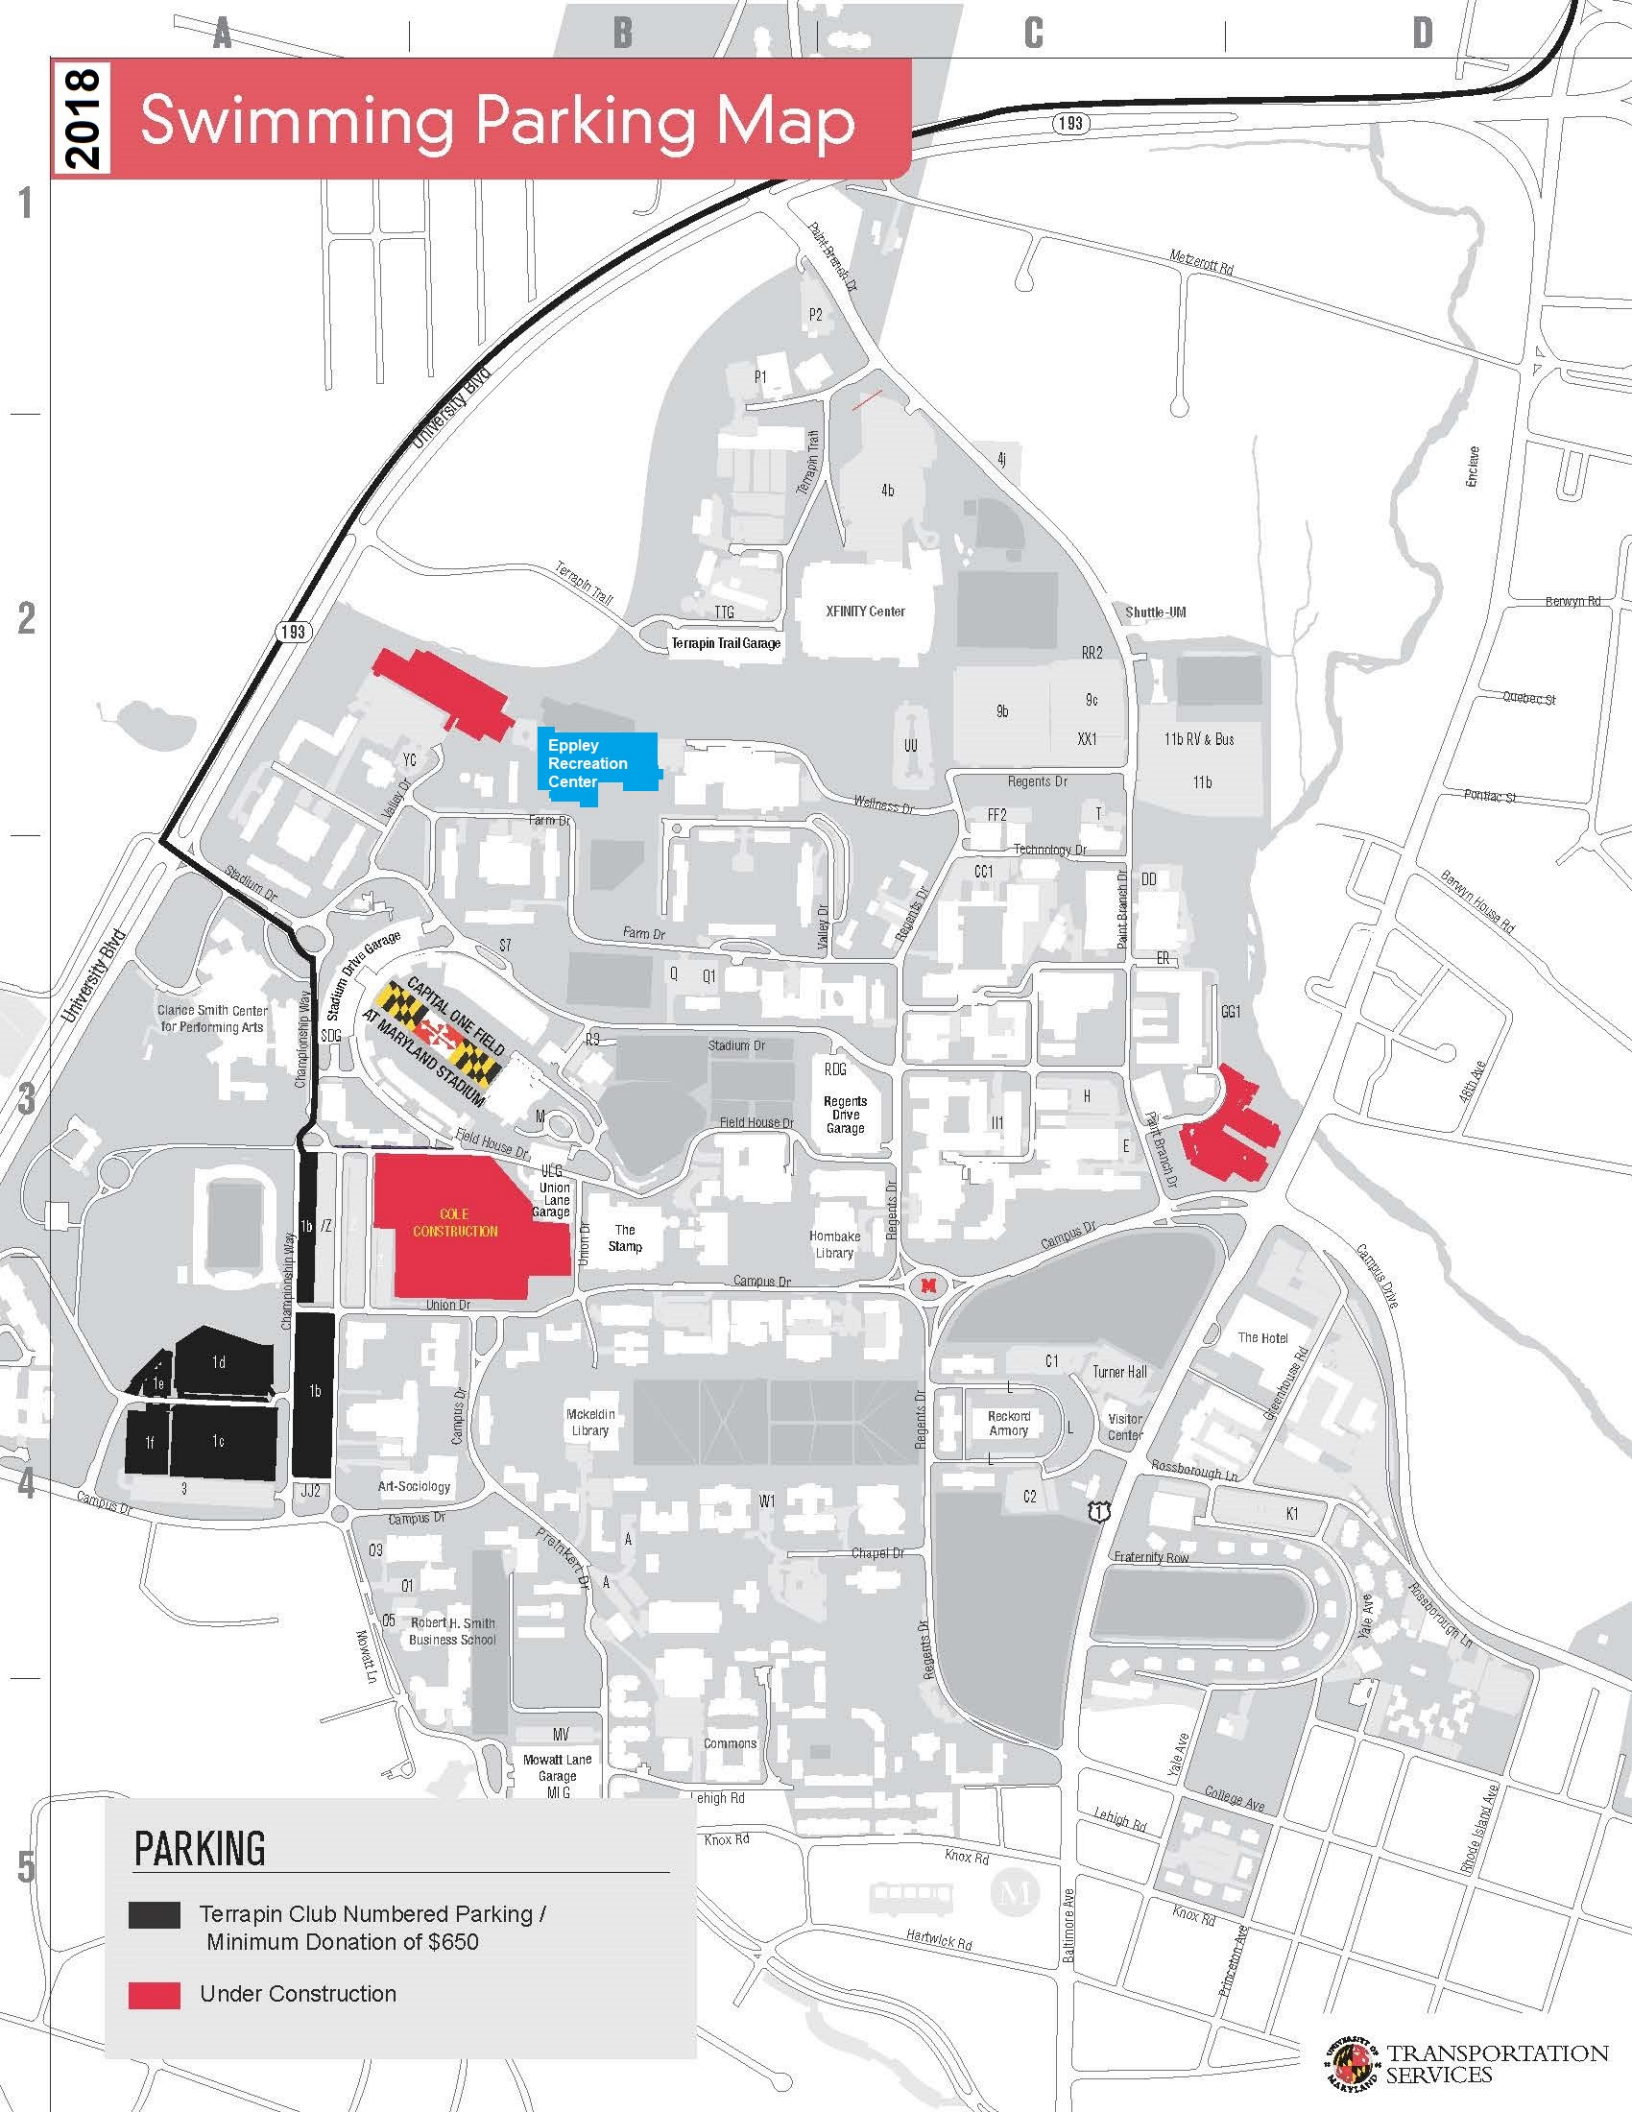 A
B
C
D
2018
Swimming Parking Map
193
1
Paint Branch Dr
Metzerott Rd
P2
P1
University Blvd
Terrapin Trail
4j
4b
Enclave
Terrapin Trail
2
193
TTG
Terrapin Trail Garage
XFINITY Center
Shuttle-UM
Berwyn Rd
RR2
9b
9c
XX1
Quebec St
UU
11b RV & Bus
11b
Eppley
Recreation
Center
YC
Valley Dr
Farm Dr
Wellness Dr
Regents Dr
FF2
T
Pontiac St
Technology Dr
CC1
DD
Stadium Dr
Berwyn House Rd
Regents Dr
Paint Branch Dr
Valley Dr
Farm Dr
S7
Stadium Drive Garage
University Blvd
Q
Q1
ER
Clarice Smith Center
for Performing Arts
Championship Way
SDG
CAPITAL ONE FIELD
AT MARYLAND STADIUM
GG1
R3
Stadium Dr
RDG
Regents
Drive
Garage
3
M
Field House Dr
Field House Dr
II1
H
E
Paint Branch Dr
48th Ave
ULG
Union
Lane
Garage
1b
/Z
Z
COLE
CONSTRUCTION
Union Dr
The
Stamp
Hornbake
Library
Regents Dr
Campus Dr
Championship Way
Union Dr
Campus Dr
M
Campus Drive
The Hotel
Greenhouse Rd
1d
1e
1b
1f
1c
3
JJ2
C1
Turner Hall
L
Reckord
Armory
L
L
Visitor
Center
Mckeldin
Library
Campus Dr
Regents Dr
4
Campus Dr
Art-Sociology
Campus Dr
W1
C2
Rossborough Ln
1
K1
O3
O1
O5
Preinkert Dr
A
A
Chapel Dr
Fraternity Row
Robert H. Smith
Business School
Mowatt Ln
Regents Dr
Yale Ave
Rossborough Ln
MV
Mowatt Lane
Garage
MLG
Commons
Yale Ave
College Ave
Lehigh Rd
Lehigh Rd
Rhode Island Ave
Knox Rd
Knox Rd
5
M
Knox Rd
Hartwick Rd
Baltimore Ave
Princeton Ave
PARKING
Terrapin Club Numbered Parking /
Minimum Donation of $650
Under Construction
UNIVERSITY OF
MARYLAND
TRANSPORTATION
SERVICES